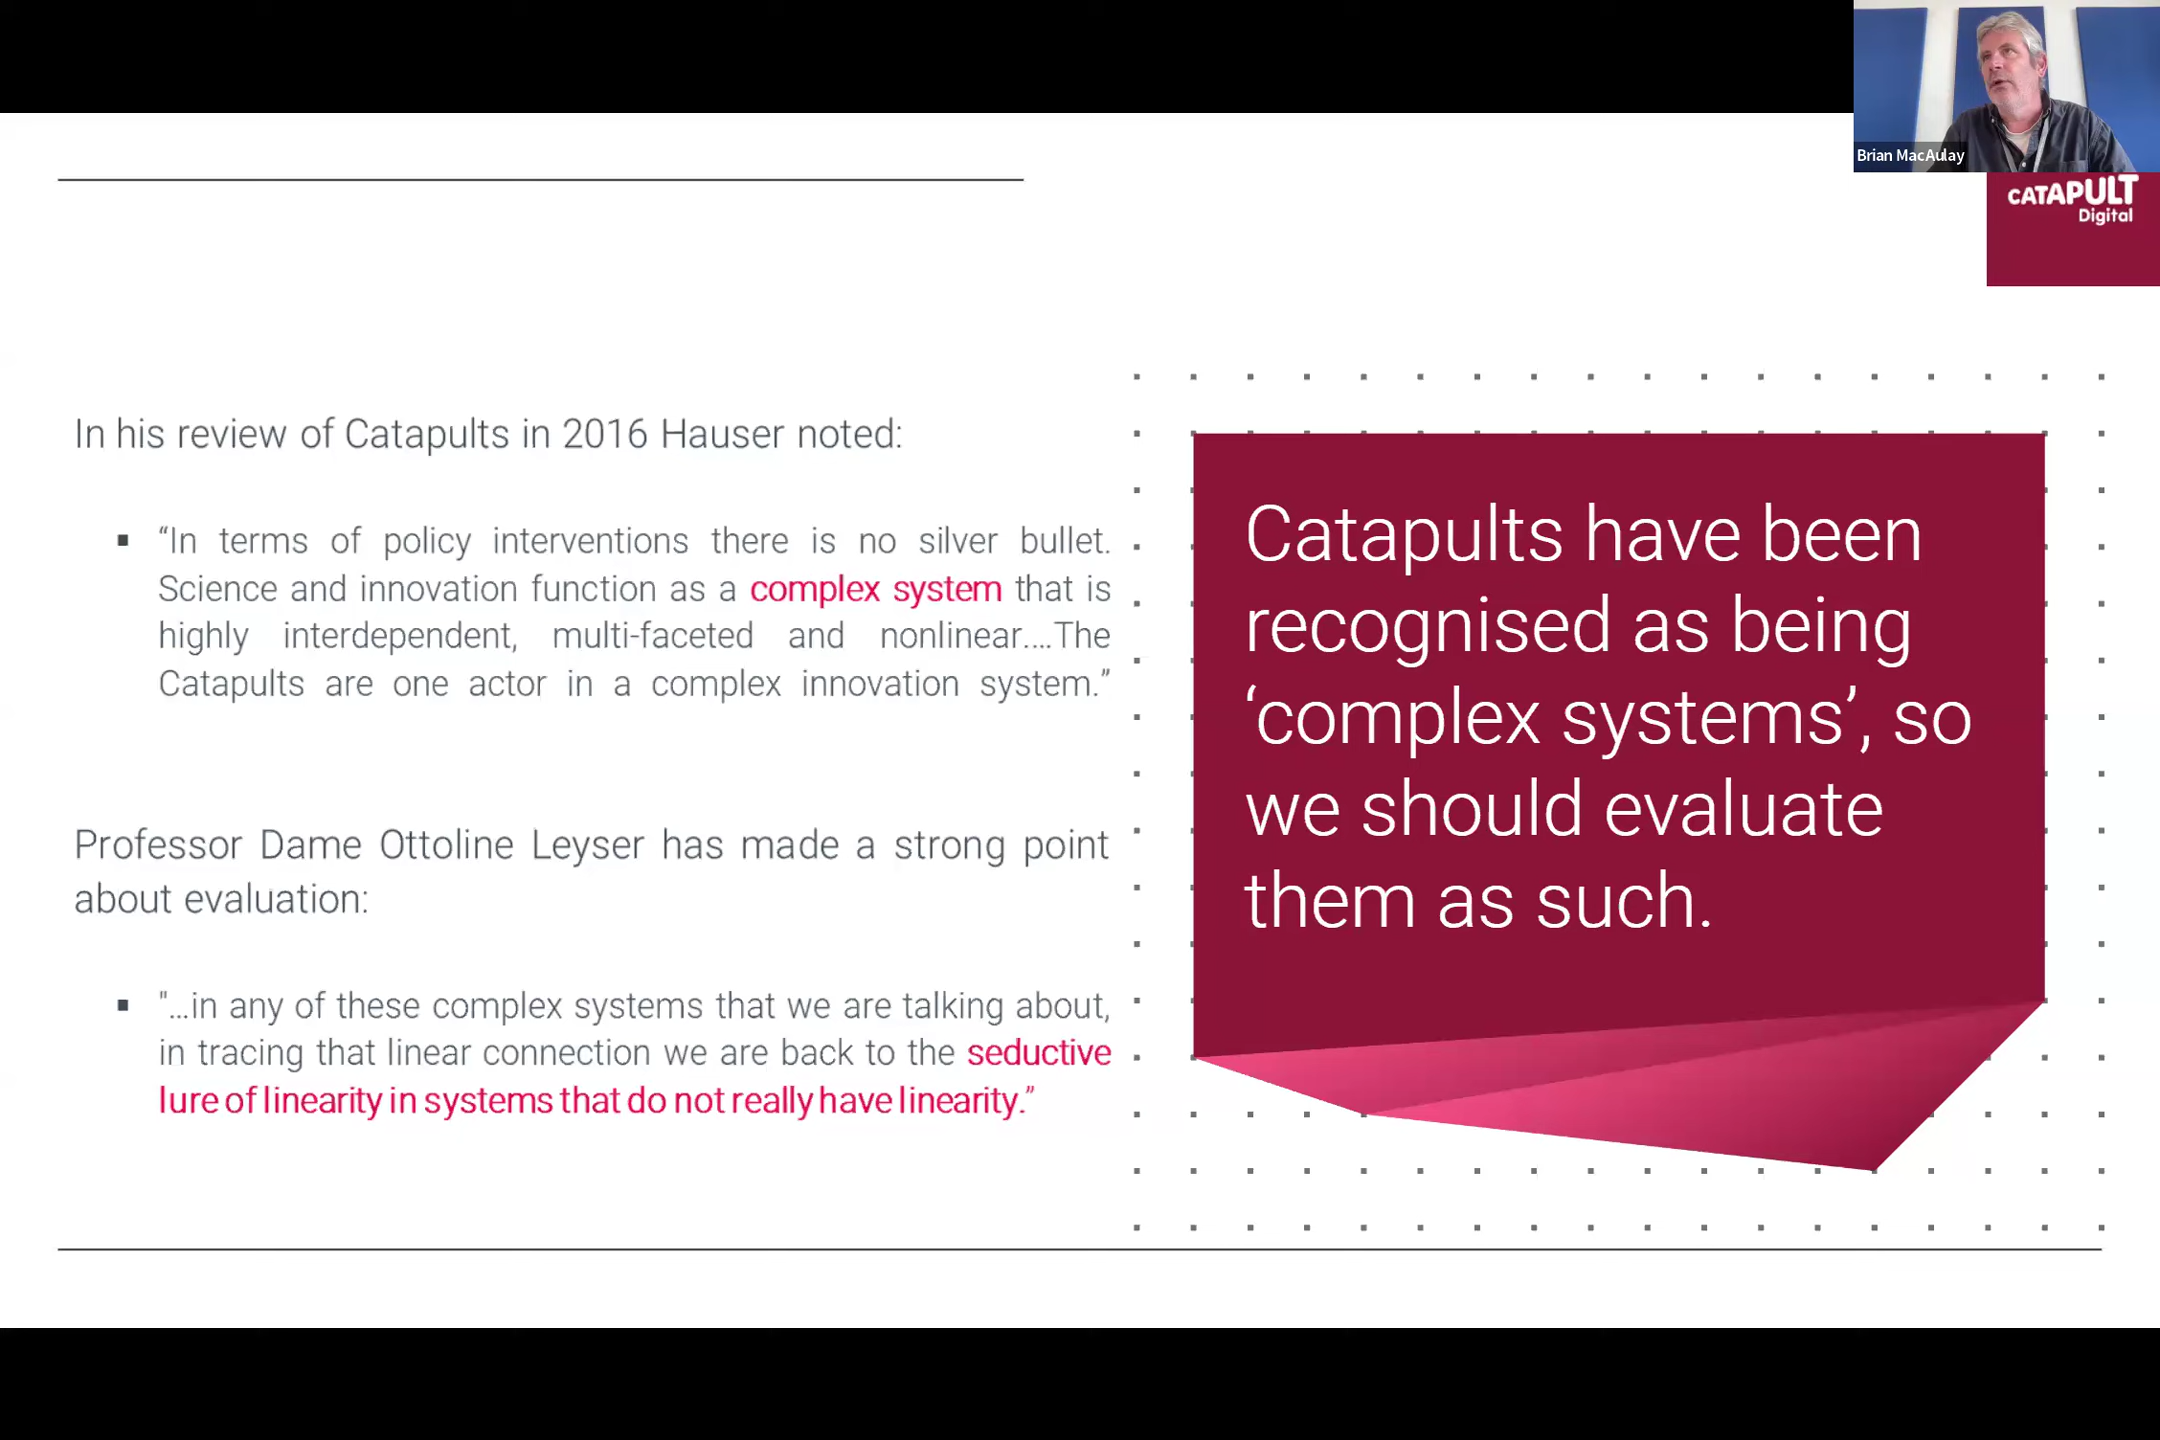 Brian MacAulay
CATAPULT
Digital
In his review of Catapults in 2016 Hauser noted:
▪ “In terms of policy interventions there is no silver bullet.
Science and innovation function as a complex system that is
highly interdependent, multi-faceted and nonlinear....The
Catapults are one actor in a complex innovation system.”
Professor Dame Ottoline Leyser has made a strong point
about evaluation:
▪ "…in any of these complex systems that we are talking about,
in tracing that linear connection we are back to the seductive
lure of linearity in systems that do not really have linearity.”
Catapults have been
recognised as being
‘complex systems’, so
we should evaluate
them as such.